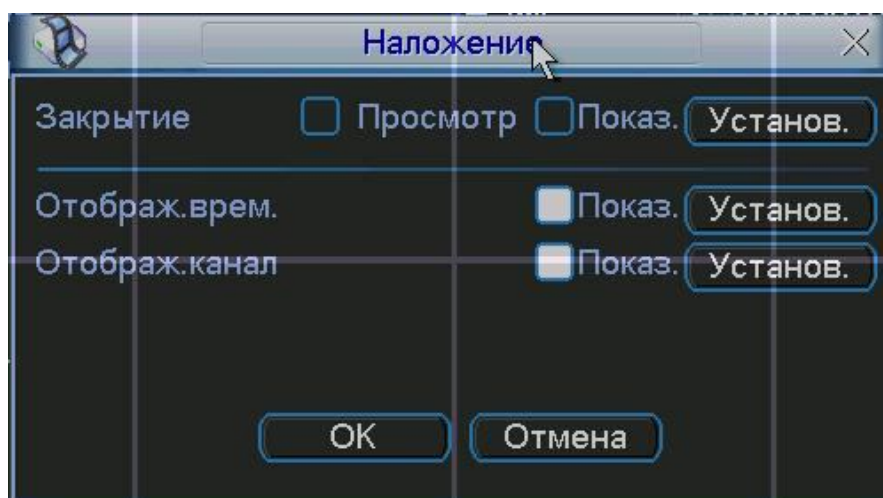 Наложение
Закрытие Просмотр Показ. Установ.
Отображ.врем. Показ. Установ.
Отображ.канал Показ. Установ.
OK Отмена